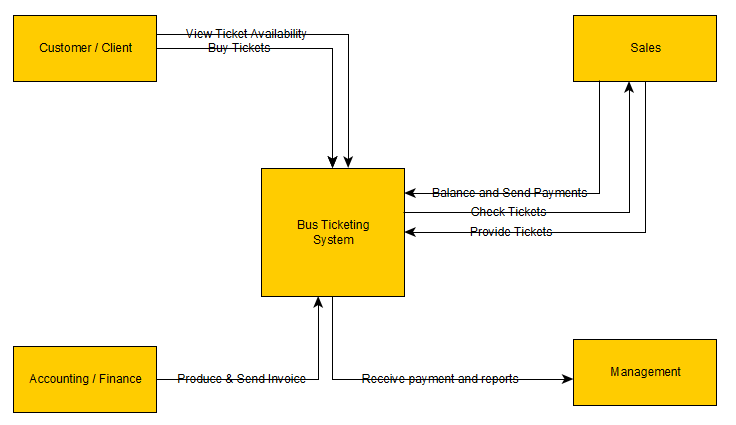 View Ticket Availability
Customer / Client
Buy Tickets
Sales
Balance and Send Payments
Check Tickets
Bus Ticketing
System
Provide Tickets
Accounting / Finance
Produce & Send Invoice
Receive payment and reports
Management